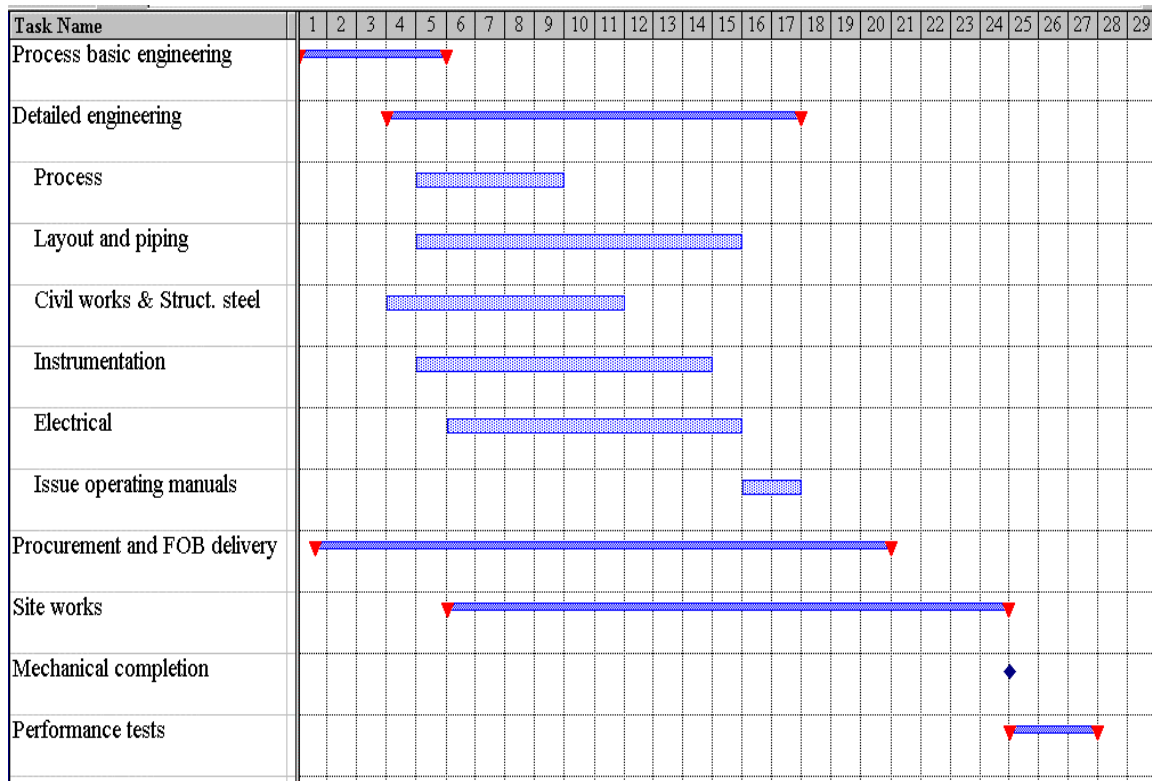 Task Name 1 2 3 4 5 6 7 8 9 10 11 12 13 14 15 16 17 18 19 20 21 22 23 24 25 26 27 28 29
Process basic engineering
Detailed engineering
Process
Layout and piping
Civil works & Struct. steel
Instrumentation
Electrical
Issue operating manuals
Procurement and FOB delivery
Site works
Mechanical completion
Performance tests